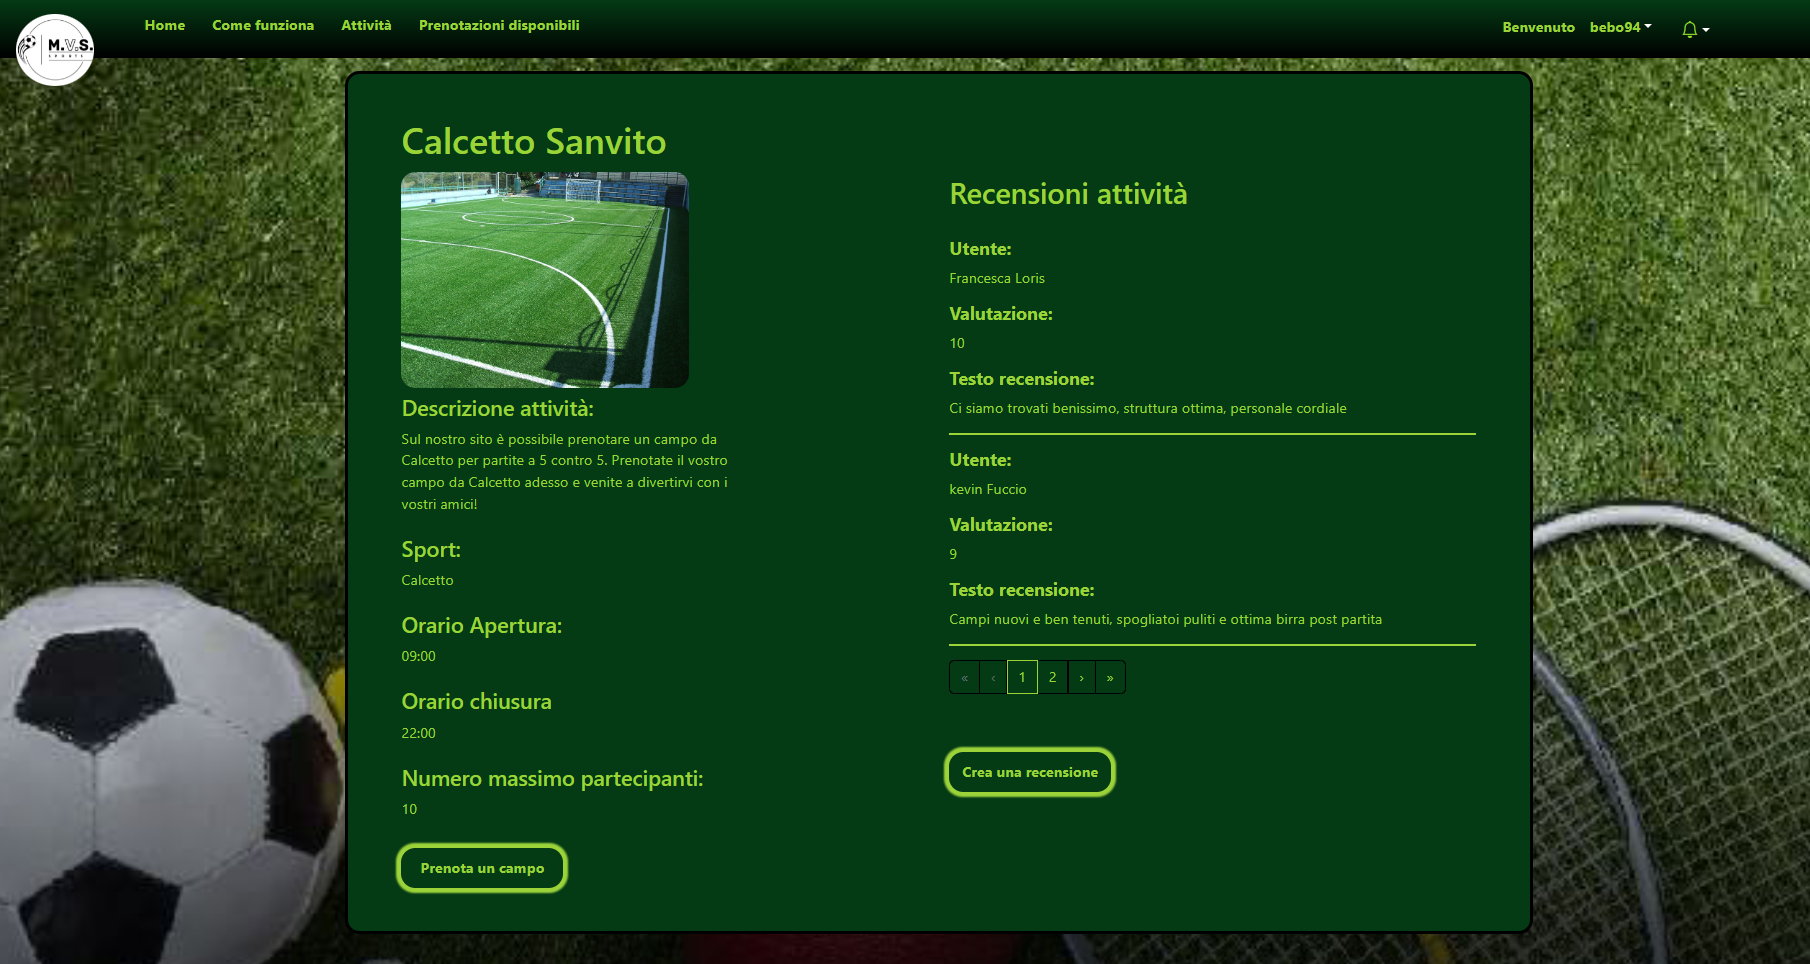 M.V.S.
SPORTS
Home Come funziona Attività Prenotazioni disponibili
Benvenuto bebo94
Calcetto Sanvito
Descrizione attività:
Sul nostro sito è possibile prenotare un campo da
Calcetto per partite a 5 contro 5. Prenotate il vostro
campo da Calcetto adesso e venite a divertirvi con i
vostri amici!
Sport:
Calcetto
Orario Apertura:
09:00
Orario chiusura
22:00
Numero massimo partecipanti:
10
Prenota un campo
Recensioni attività
Utente:
Francesca Loris
Valutazione:
10
Testo recensione:
Ci siamo trovati benissimo, struttura ottima, personale cordiale
Utente:
kevin Fuccio
Valutazione:
9
Testo recensione:
Campi nuovi e ben tenuti, spogliatoi puliti e ottima birra post partita
« ‹ 1 2 › »
Crea una recensione